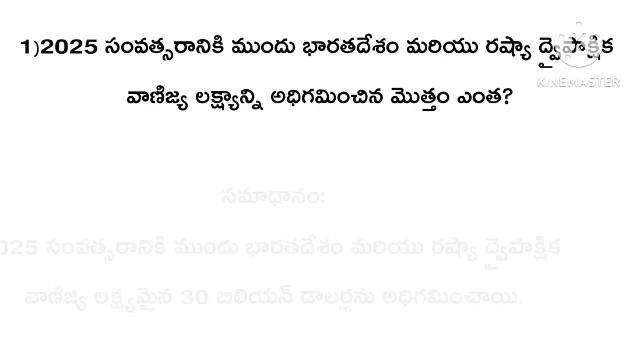 1)2025 సంవత్సరానికి ముందు భారతదేశం మరియు రష్యా ద్వైపాక్షిక
KINEMASTER
వాణిజ్య లక్ష్యాన్ని అధిగమించిన మొత్తం ఎంత?
సమాధానం:
025 సంవత్సరానికి ముందు భారతదేశం మరియు రష్యా ద్వైపాక్షిక
వాణిజ్య లక్ష్యమైన 30 బిలియన్ డాలర్లను అధిగమించాయి.